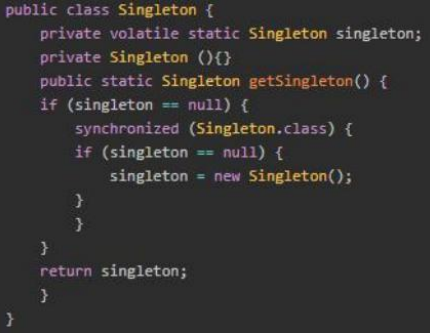 public class Singleton {
    private volatile static Singleton singleton;
    private Singleton (){}
    public static Singleton getSingleton() {
    if (singleton == null) {
        synchronized (Singleton.class) {
        if (singleton == null) {
            singleton = new Singleton();
        }
        }
    }
    return singleton;
    }
}